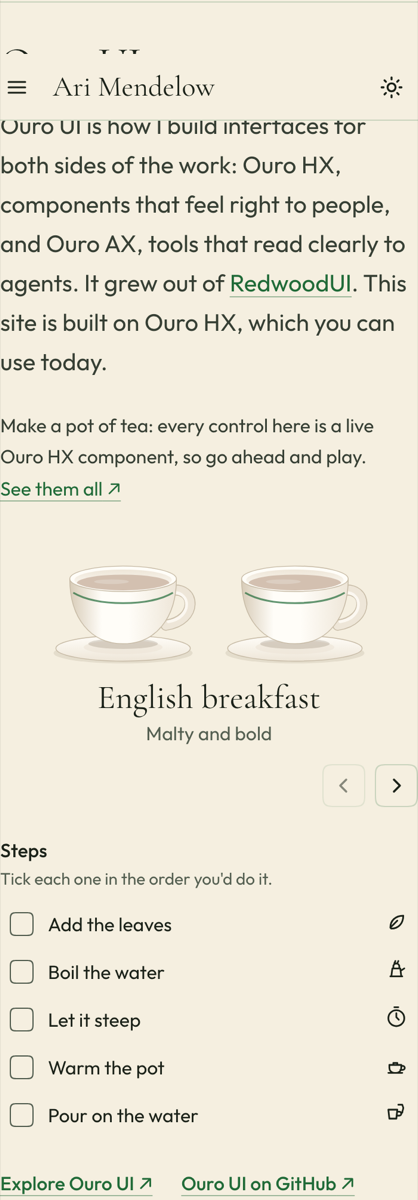 Ari Mendelow
Ouro UI is how I build interfaces for
both sides of the work: Ouro HX,
components that feel right to people,
and Ouro AX, tools that read clearly to
agents. It grew out of RedwoodUI. This
site is built on Ouro HX, which you can
use today.
Make a pot of tea: every control here is a live
Ouro HX component, so go ahead and play.
See them all ↗
English breakfast
Malty and bold
Steps
Tick each one in the order you'd do it.
Add the leaves
Boil the water
Let it steep
Warm the pot
Pour on the water
Explore Ouro UI ↗ Ouro UI on GitHub ↗